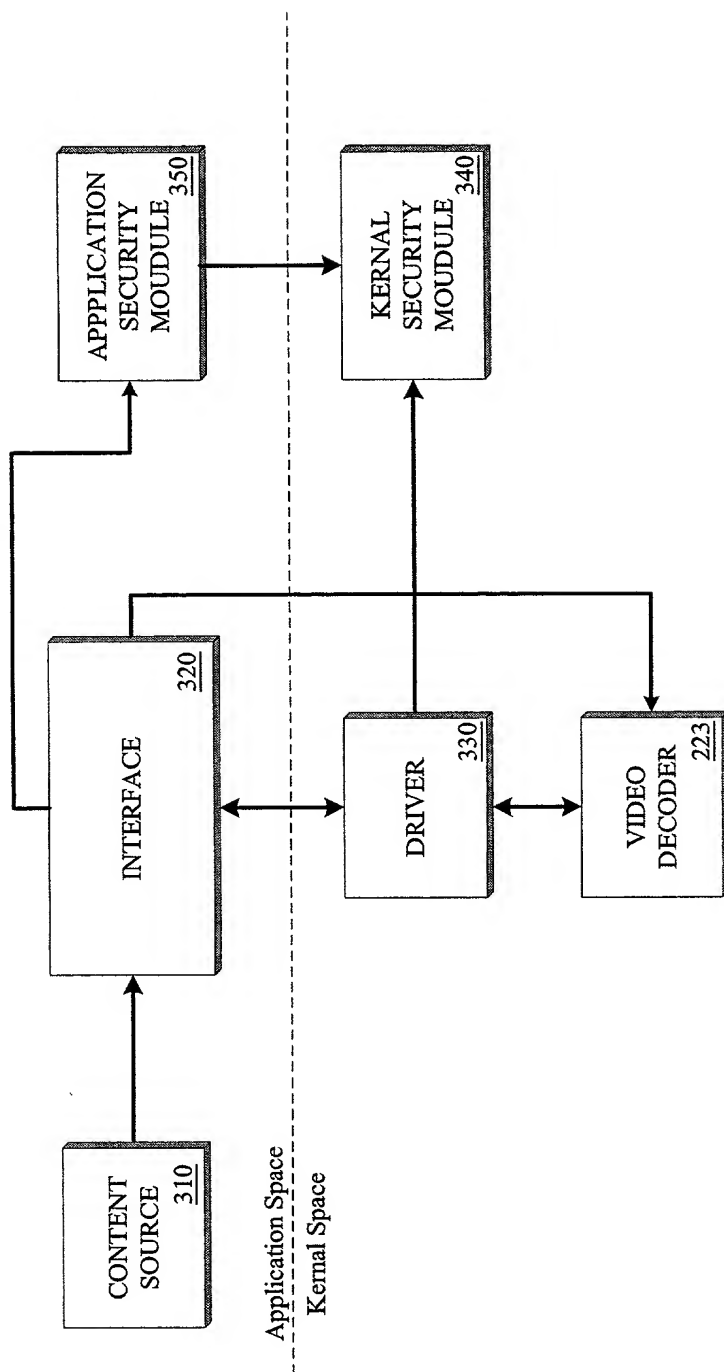 CONTENT
SOURCE
310
INTERFACE
320
APPPLICATION
SECURITY
MOUDULE
350
Application Space
Kernal Space
DRIVER
330
KERNAL
SECURITY
MOUDULE
340
VIDEO
DECODER
223